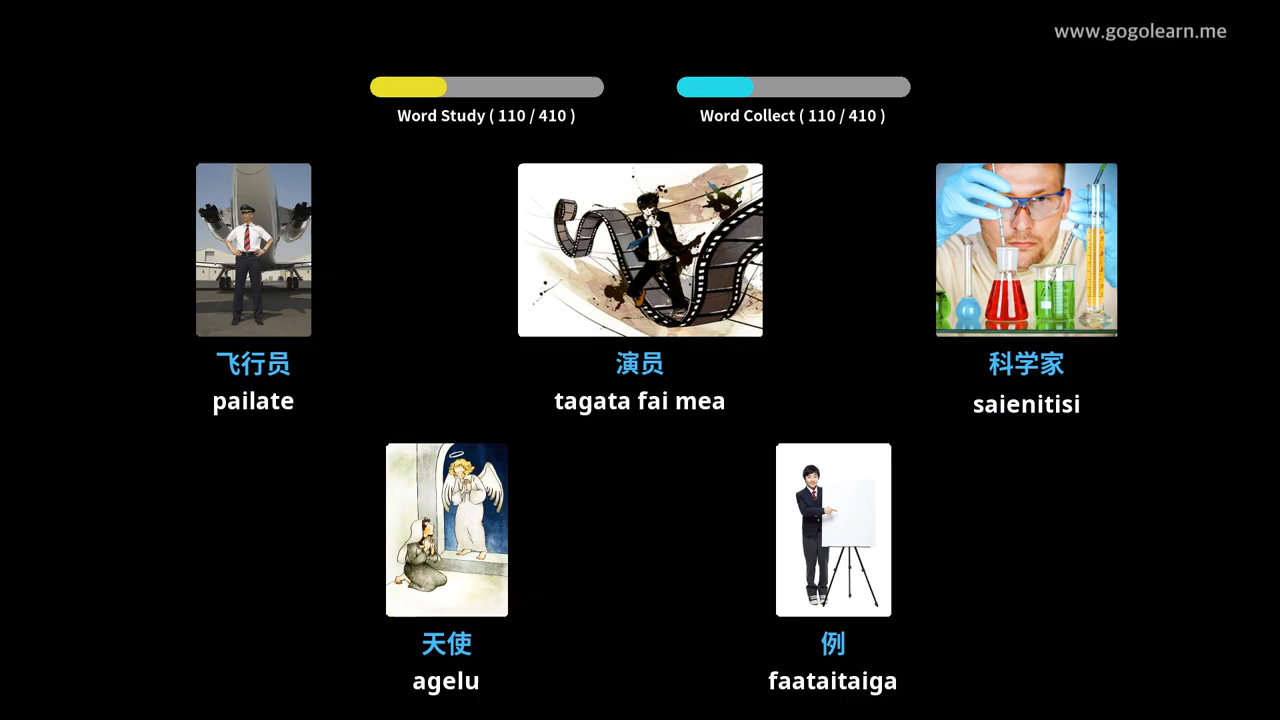 www.gogolearn.me
Word Study ( 110 / 410 )
Word Collect ( 110 / 410 )
飞行员
pailate
演员
tagata fai mea
科学家
saienitisi
天使
agelu
例
faataitaiga